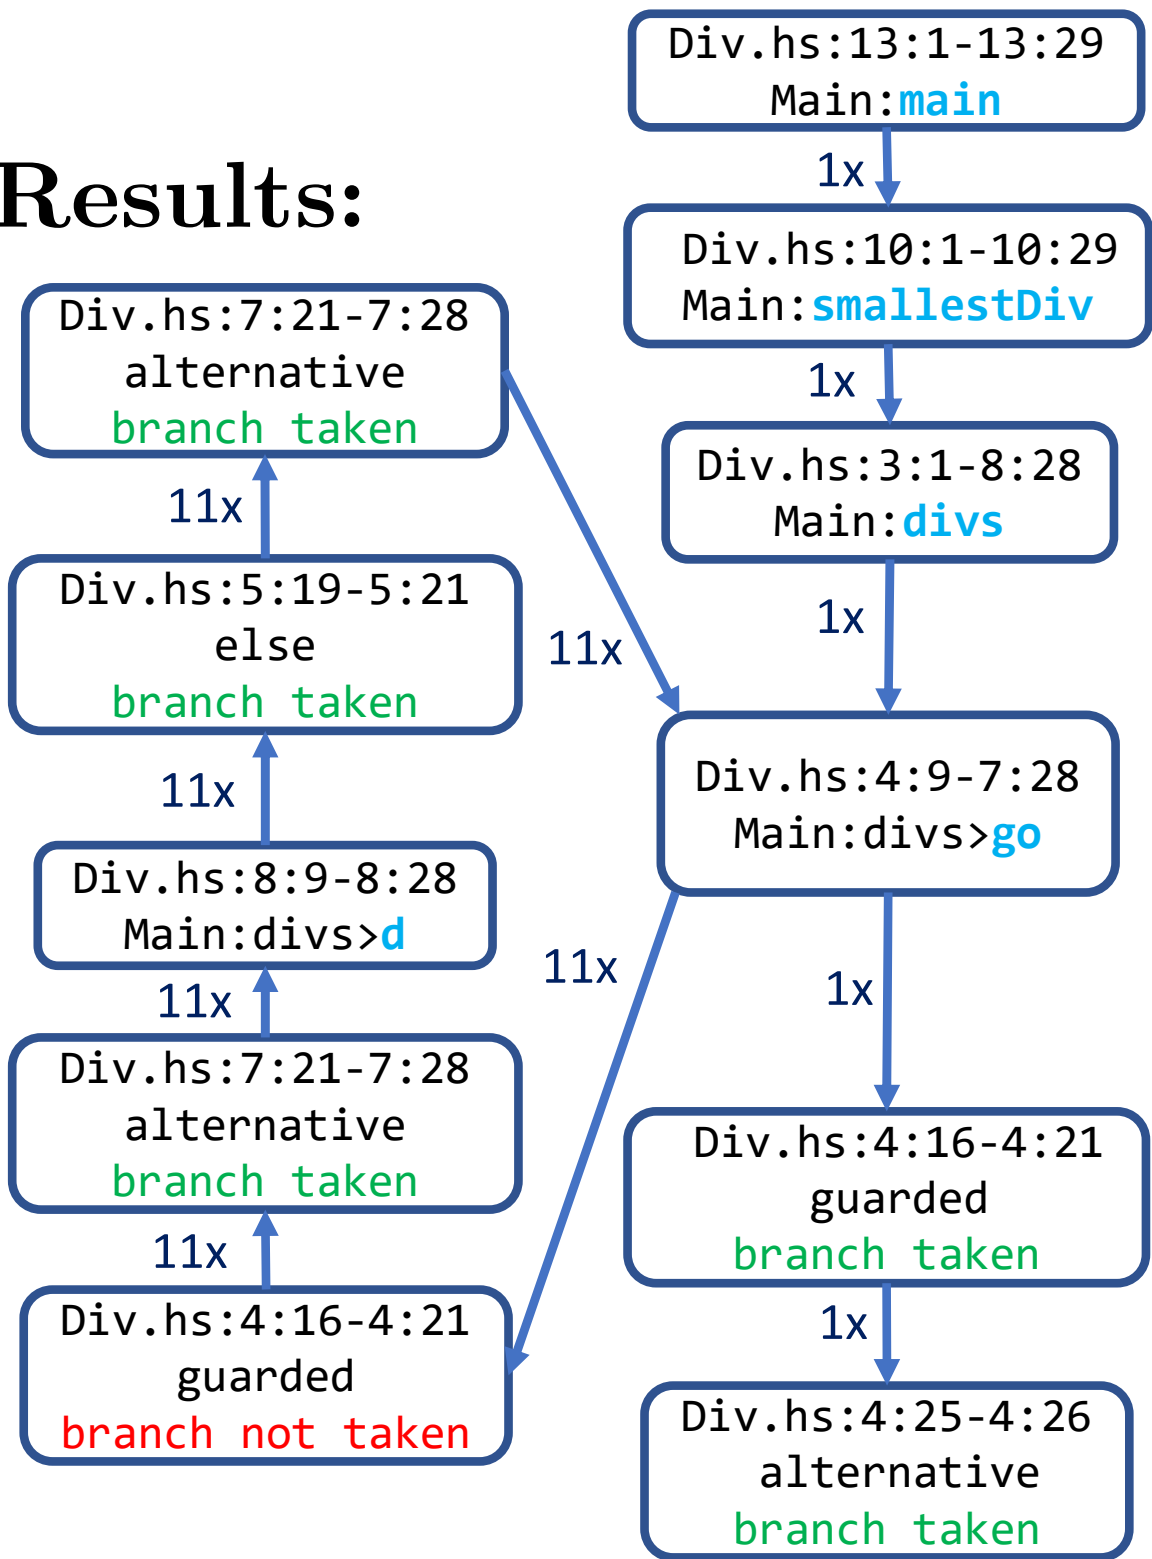 Results:
Div.hs:13:1-13:29
Main:main
1x
Div.hs:10:1-10:29
Main:smallestDiv
1x
Div.hs:3:1-8:28
Main:divs
1x
Div.hs:4:9-7:28
Main:divs>go
1x
Div.hs:4:16-4:21
guarded
branch taken
1x
Div.hs:4:25-4:26
alternative
branch taken
11x
Div.hs:4:16-4:21
guarded
branch not taken
11x
Div.hs:7:21-7:28
alternative
branch taken
11x
Div.hs:8:9-8:28
Main:divs>d
11x
Div.hs:5:19-5:21
else
branch taken
11x
Div.hs:7:21-7:28
alternative
branch taken
11x